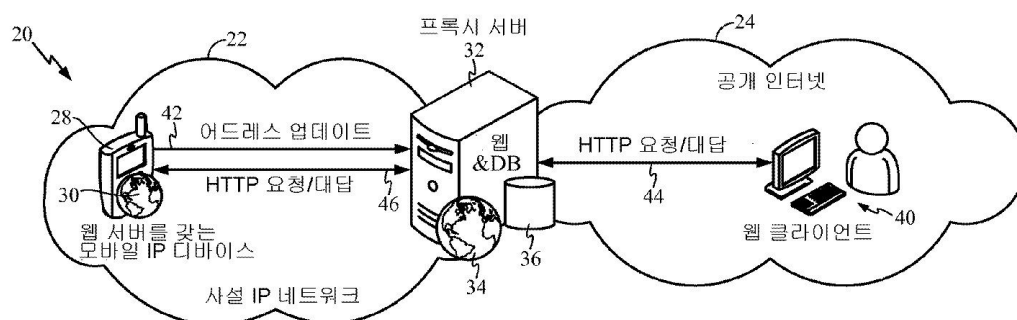 20
22
프록시 서버
32
24
공개 인터넷
28
42
어드레스 업데이트
웹
&DB
HTTP 요청/대답
30
HTTP 요청/대답
46
44
40
웹 서버를 갖는
모바일 IP 디바이스
36
웹 클라이언트
34
사설 IP 네트워크